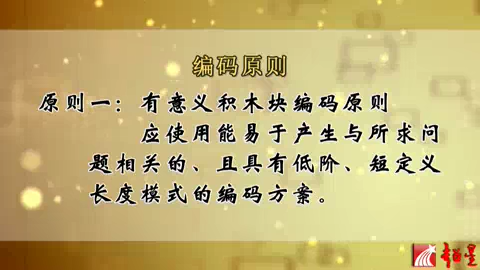 编码原则
原则一：有意义积木块编码原则
应使用能易于产生与所求问
题相关的、且具有低阶、短定义
长度模式的编码方案。